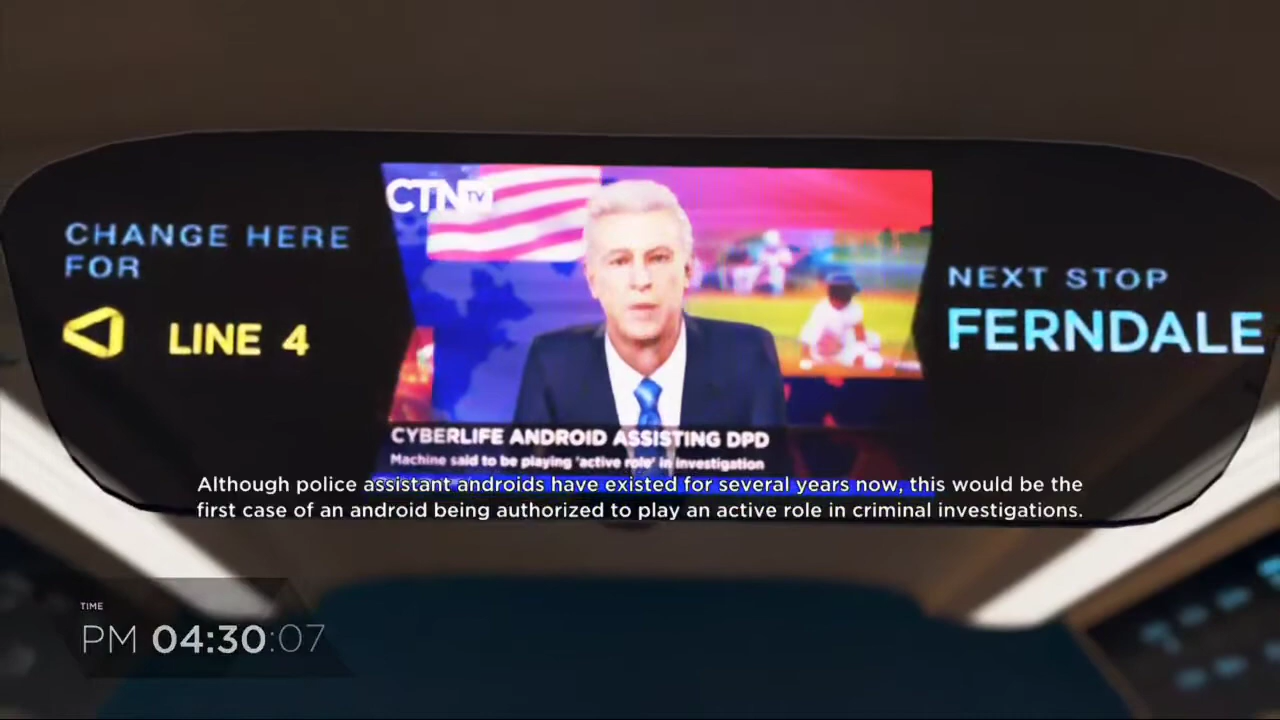 CTN TV
CHANGE HERE
FOR
LINE 4
NEXT STOP
FERNDALE
CYBERLIFE ANDROID ASSISTING DPD
Machine said to be playing 'active role' in investigation
Although police assistant androids have existed for several years now, this would be the
first case of an android being authorized to play an active role in criminal investigations.
TIME
PM 04:30:07